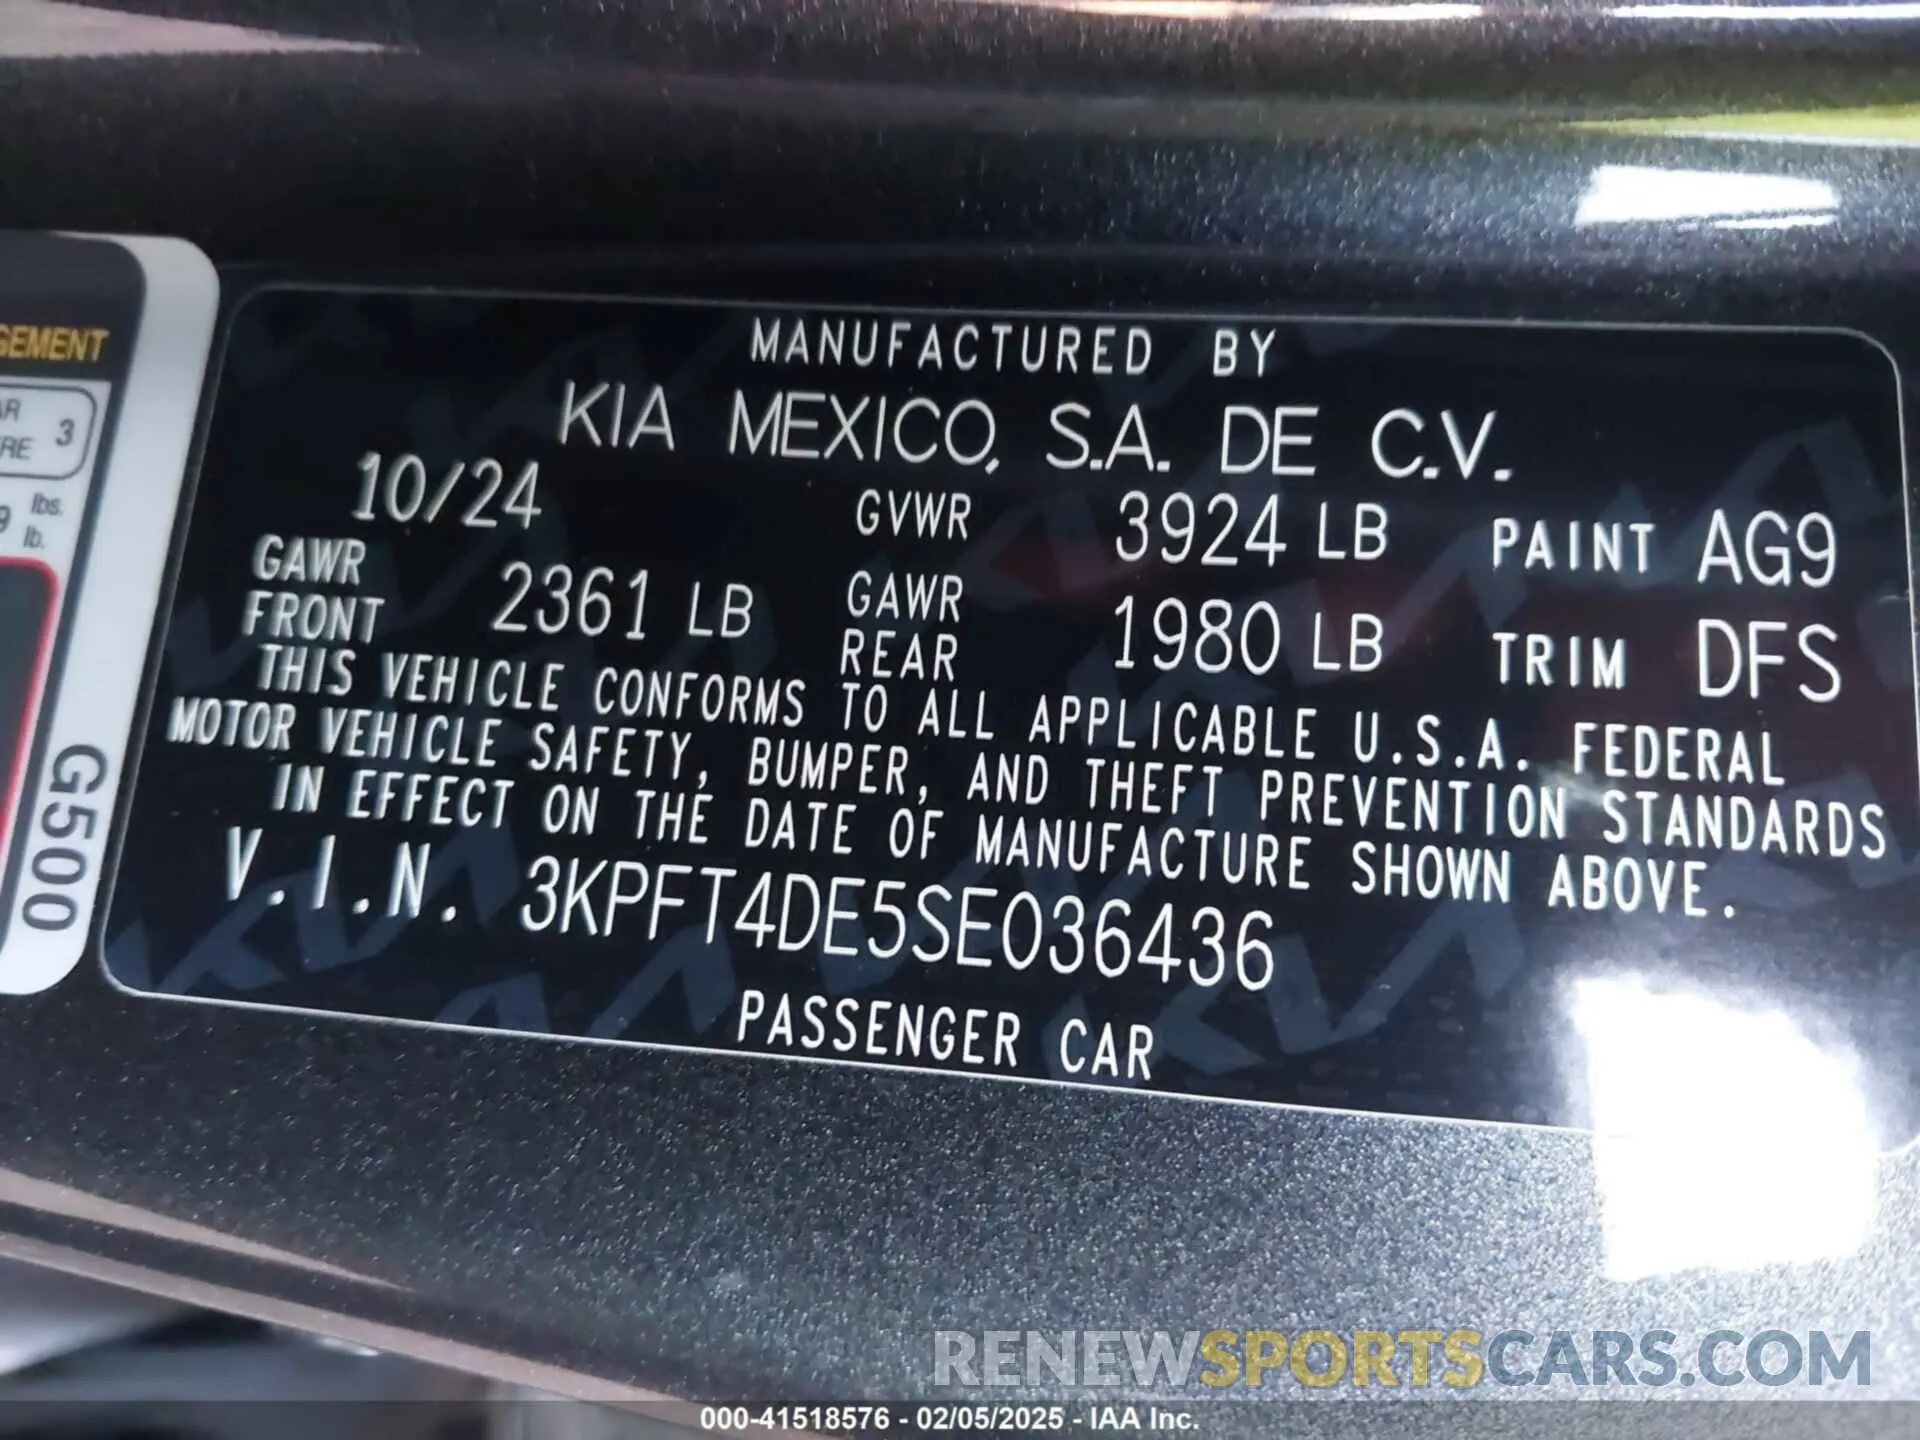 GEMENT
3
lbs.
9 lb.
G500
MANUFACTURED BY
KIA MEXICO, S.A. DE C.V.
10/24 GVWR 3924 LB PAINT AG9
GAWR FRONT 2361 LB GAWR REAR 1980 LB TRIM DFS
THIS VEHICLE CONFORMS TO ALL APPLICABLE U.S.A. FEDERAL
MOTOR VEHICLE SAFETY, BUMPER, AND THEFT PREVENTION STANDARDS
IN EFFECT ON THE DATE OF MANUFACTURE SHOWN ABOVE.
V.I.N. 3KPFT4DE5SE036436
PASSENGER CAR
RENEWSPORTSCARS.COM
000-41518576 - 02/05/2025 - IAA Inc.